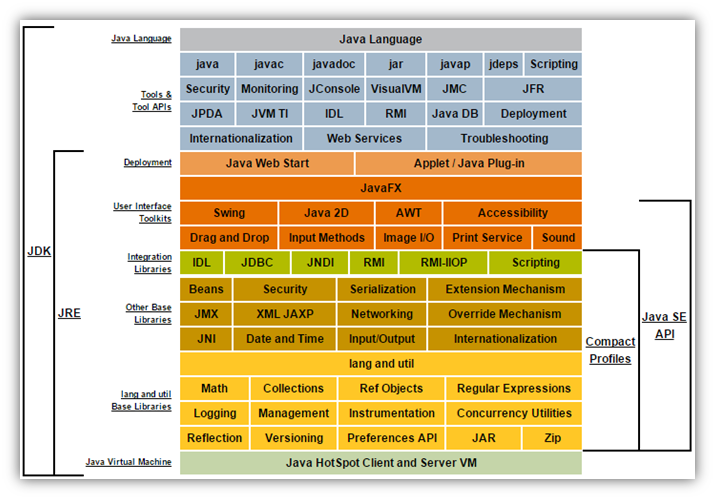 Java Language
Java Language
java javac javadoc jar javap jdeps Scripting
Tools &
Tool APIs
Security Monitoring JConsole VisualVM JMC JFR
JPDA JVM TI IDL RMI Java DB Deployment
Internationalization Web Services Troubleshooting
Deployment
Java Web Start Applet / Java Plug-in
JavaFX
User Interface
Toolkits
Swing Java 2D AWT Accessibility
Drag and Drop Input Methods Image I/O Print Service Sound
Integration
Libraries
IDL JDBC JNDI RMI RMI-IIOP Scripting
JDK
JRE
Other Base
Libraries
Beans Security Serialization Extension Mechanism
JMX XML JAXP Networking Override Mechanism
JNI Date and Time Input/Output Internationalization
Java SE
API
Compact
Profiles
lang and util
lang and util
Base Libraries
Math Collections Ref Objects Regular Expressions
Logging Management Instrumentation Concurrency Utilities
Reflection Versioning Preferences API JAR Zip
Java Virtual Machine
Java HotSpot Client and Server VM